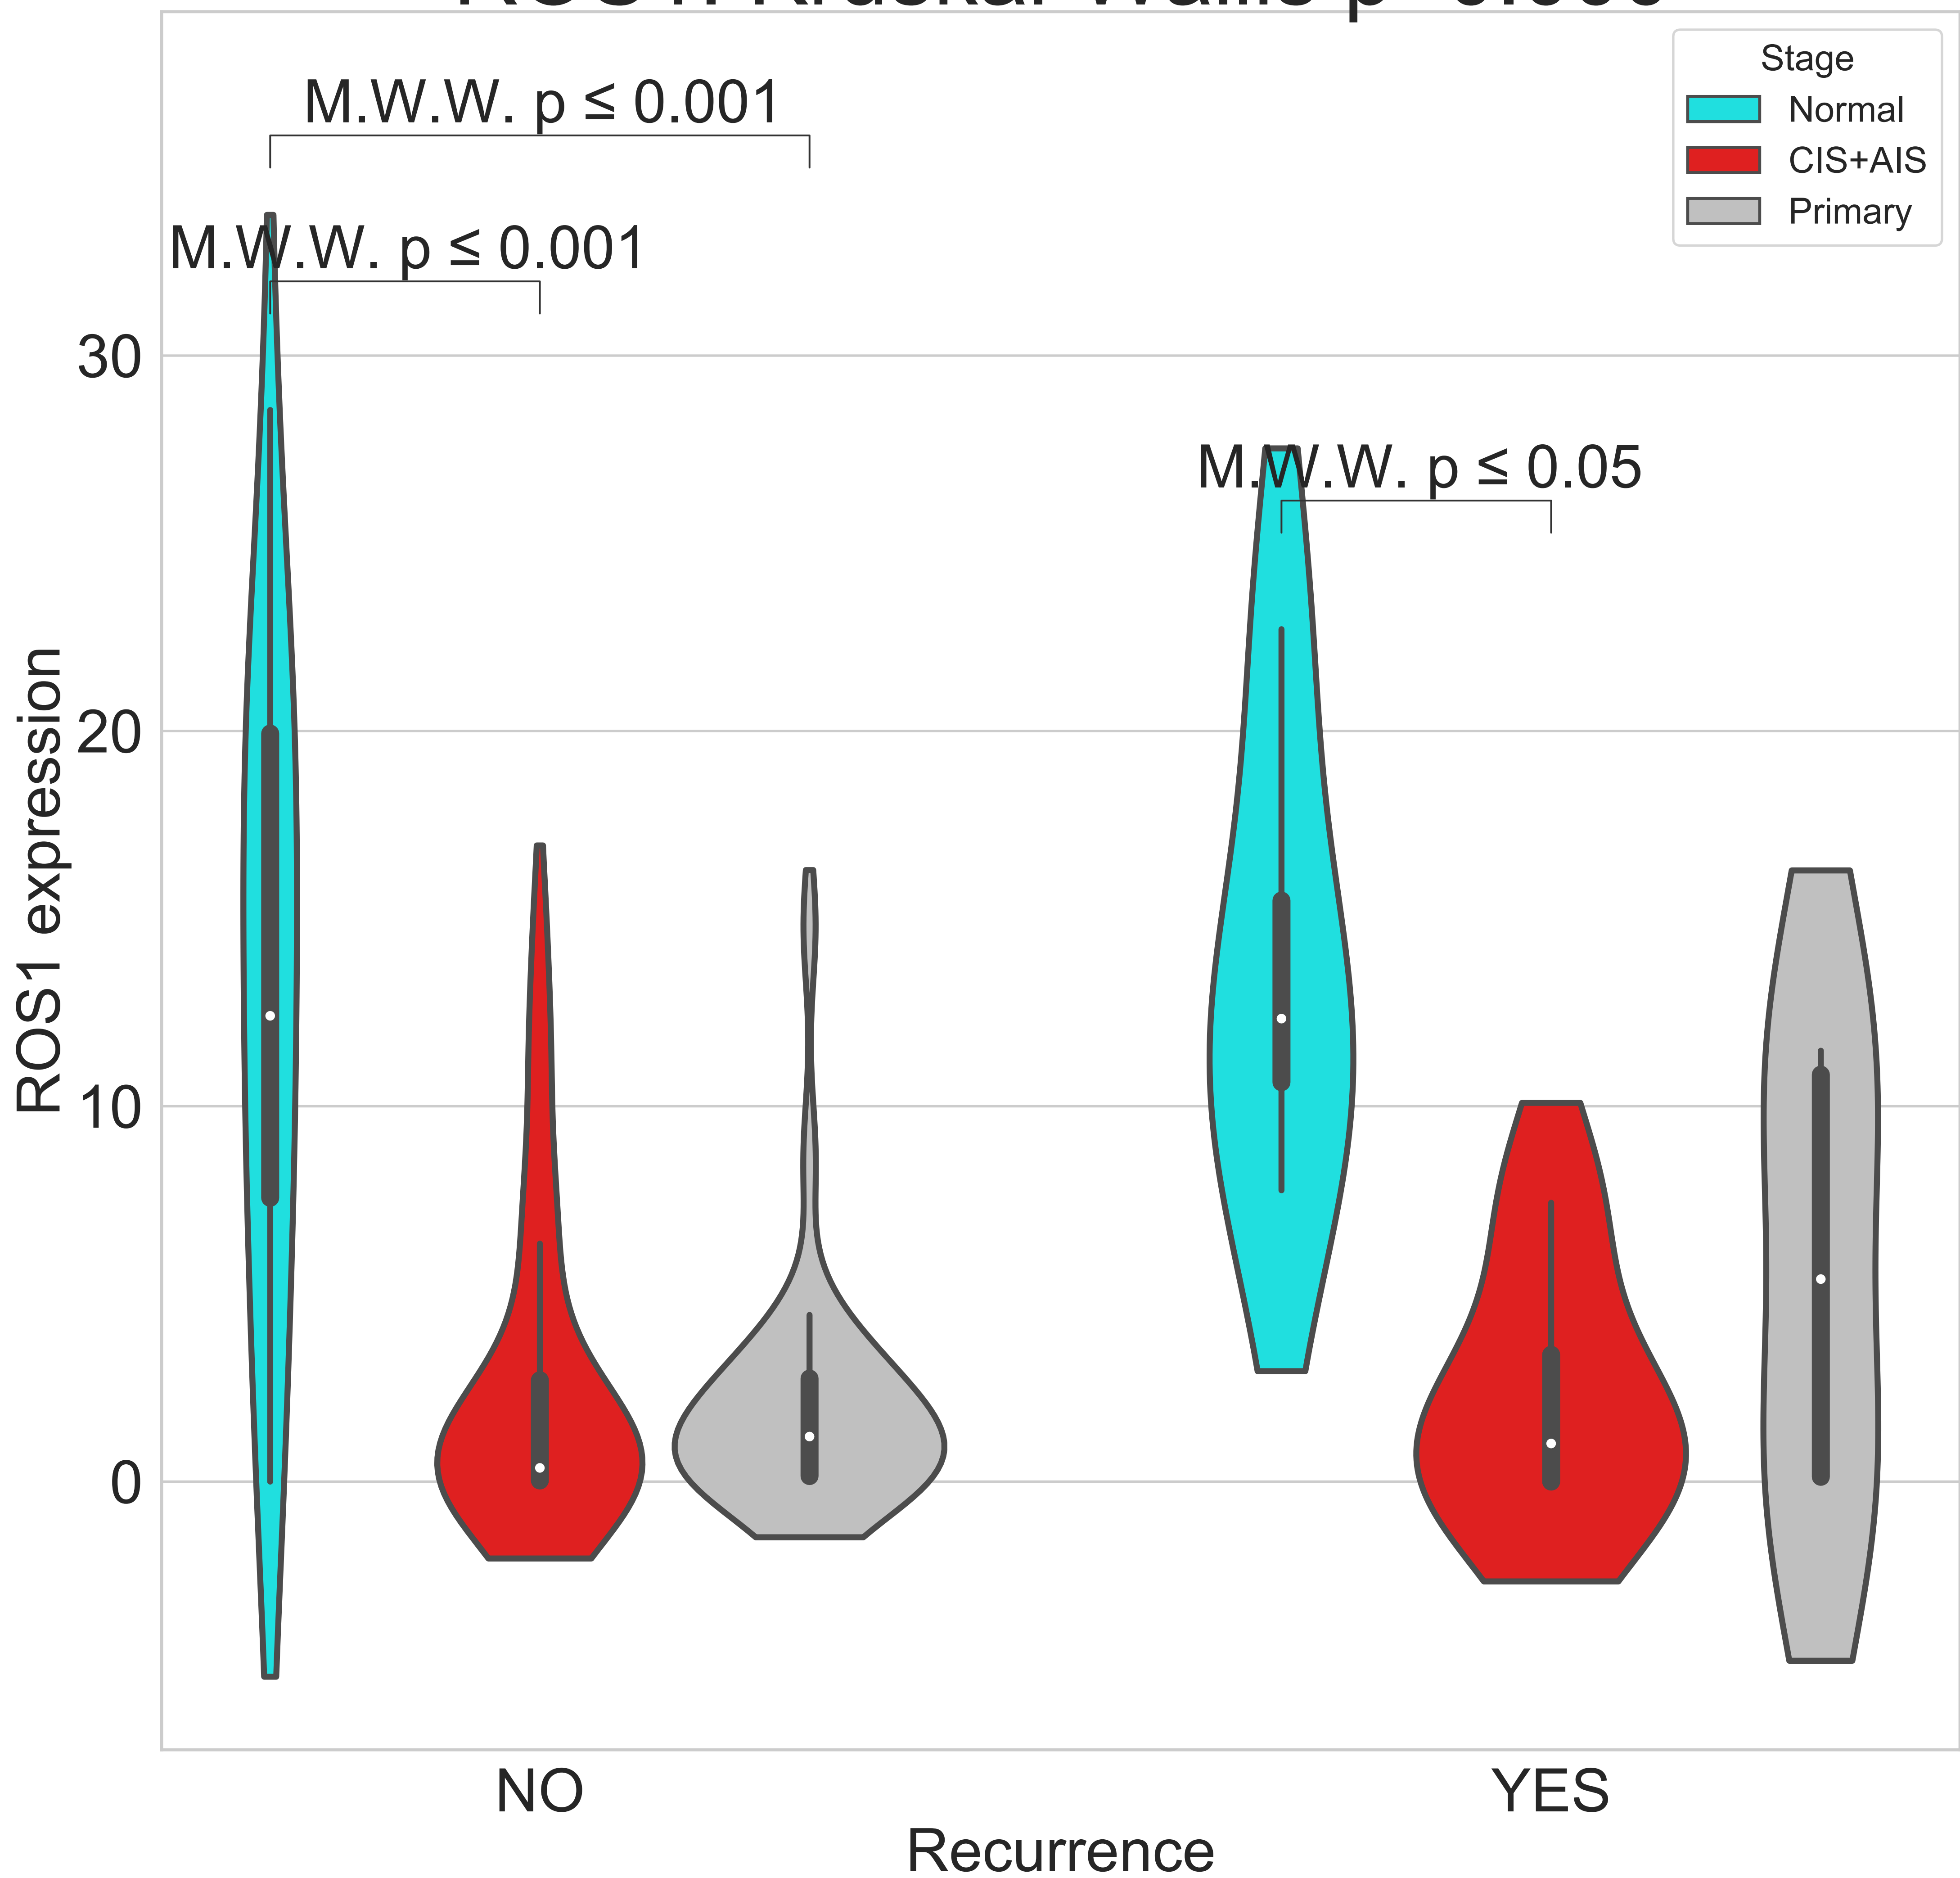 M.W.W. p ≤ 0.001
M.W.W. p ≤ 0.001
M.W.W. p ≤ 0.05
Stage
Normal
CIS+AIS
Primary
30
20
10
0
ROS1 expression
NO
YES
Recurrence